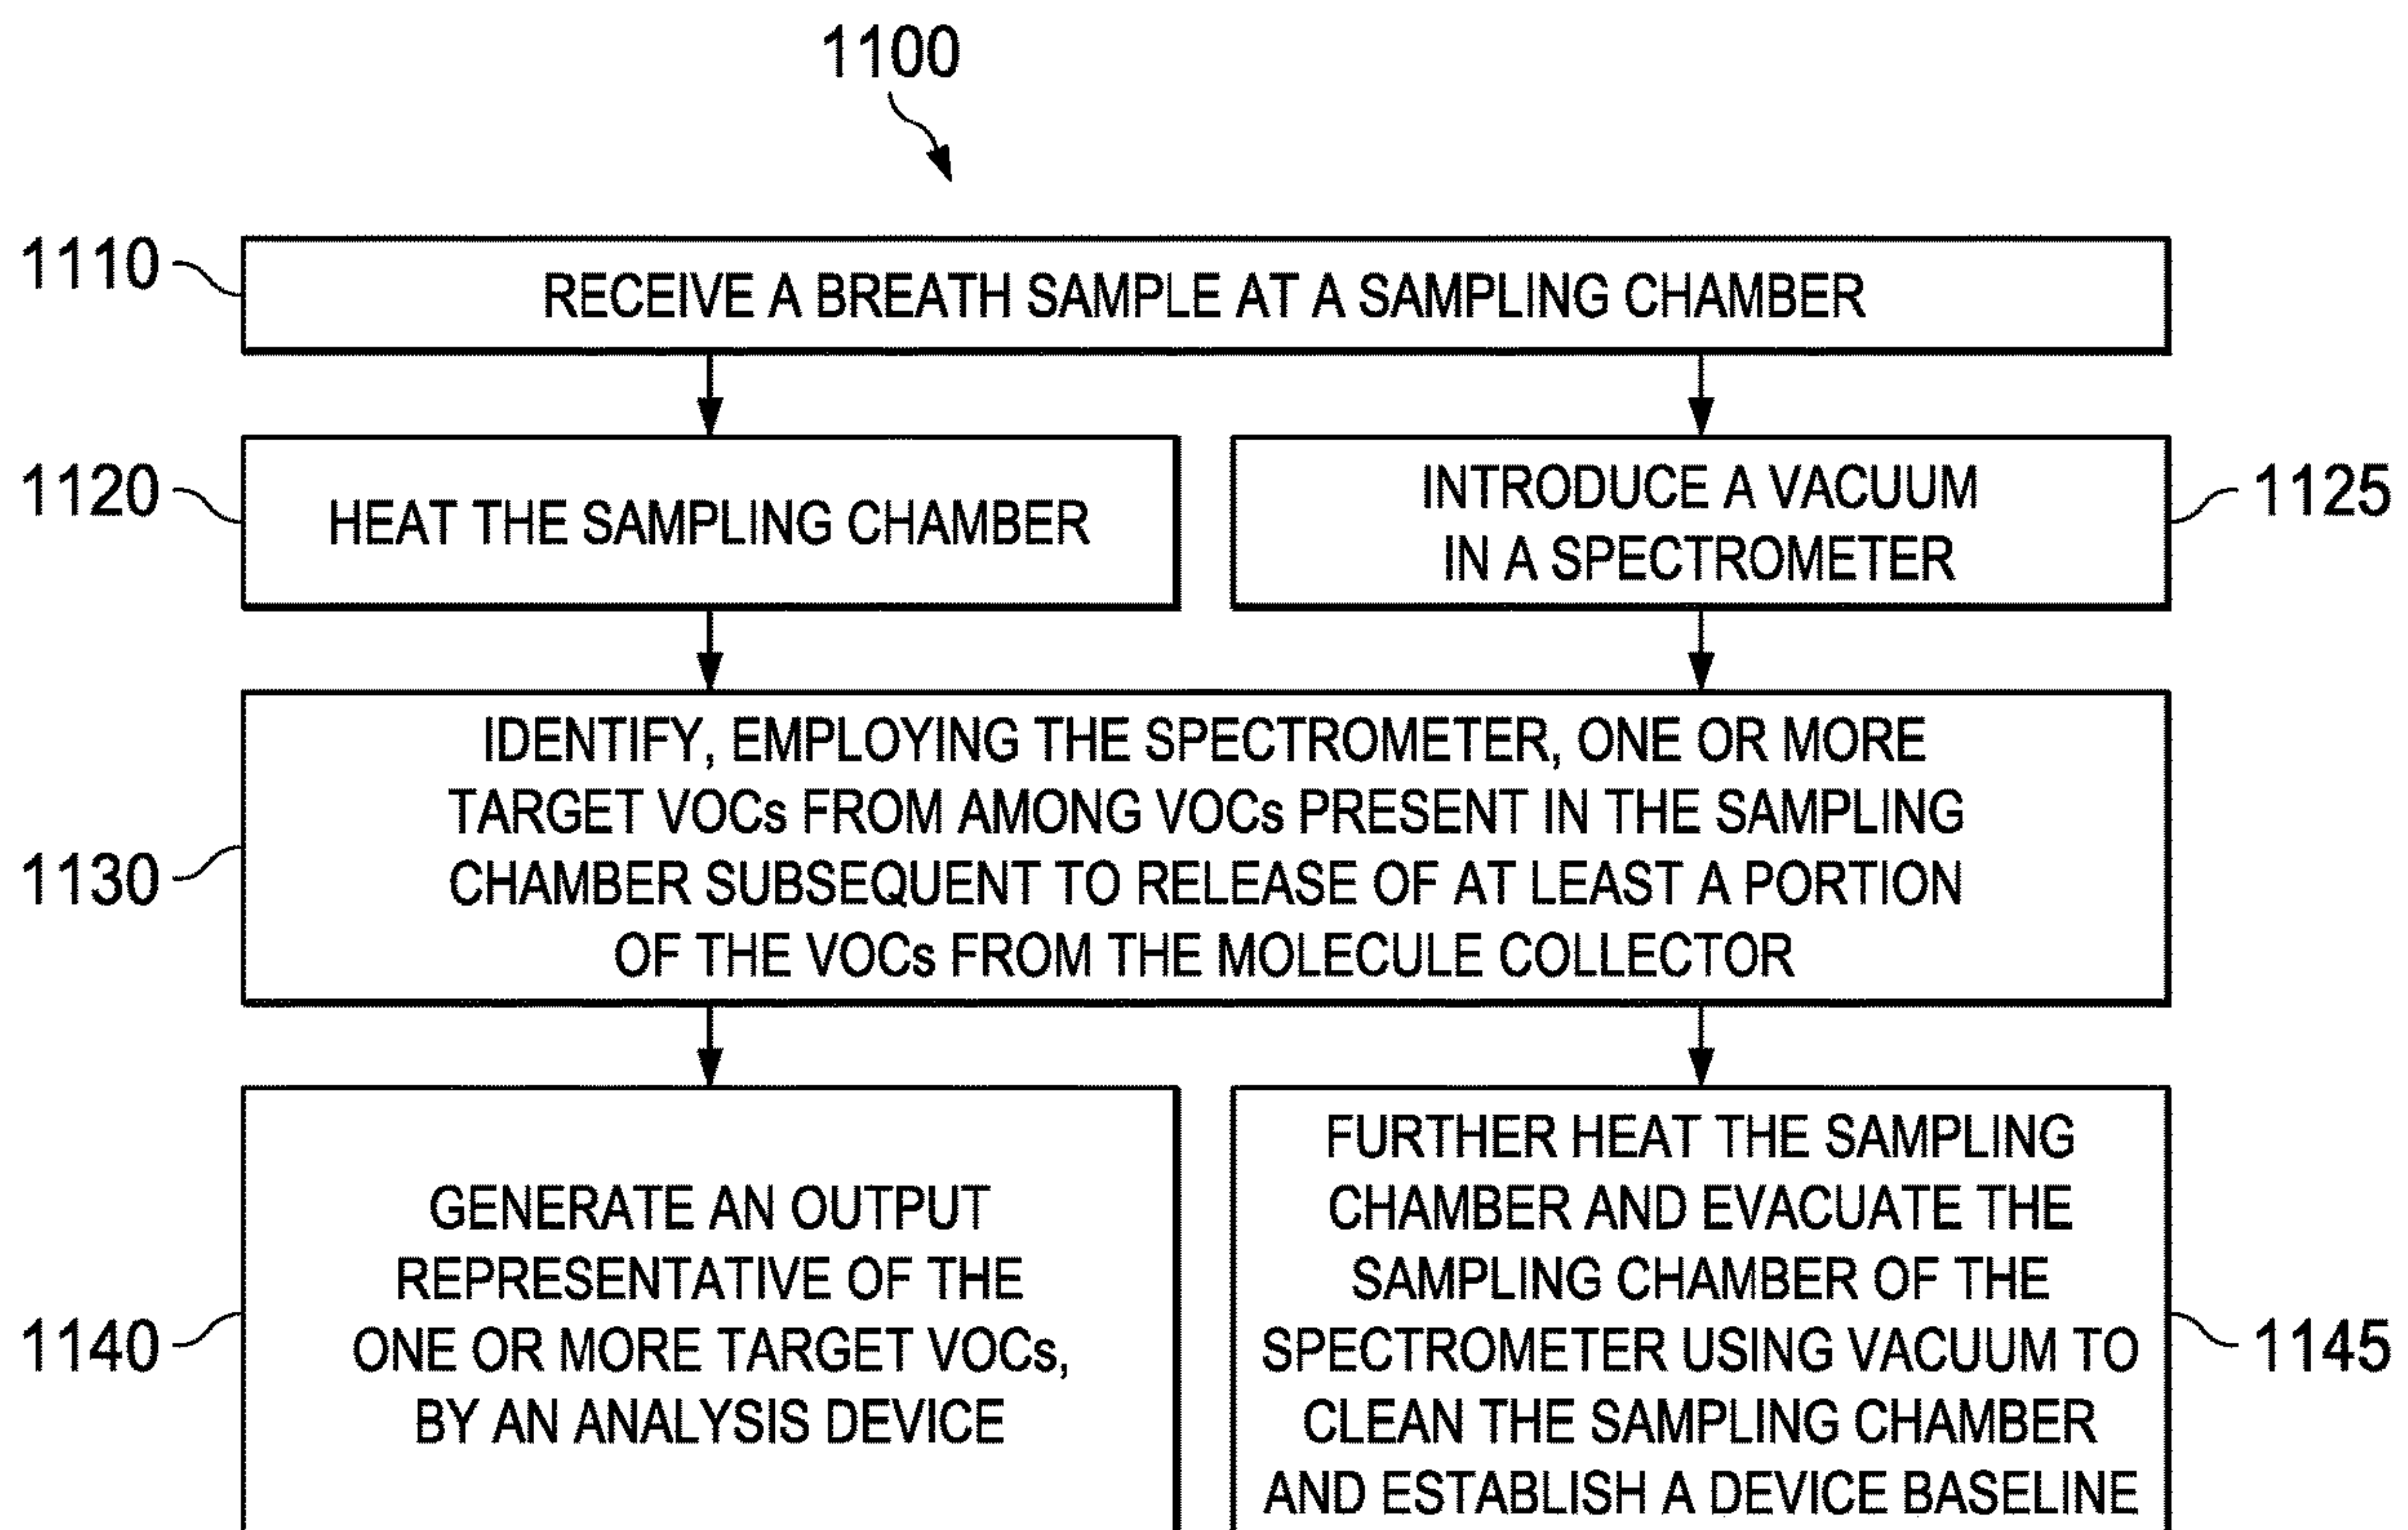 1100
1110
RECEIVE A BREATH SAMPLE AT A SAMPLING CHAMBER
1120
HEAT THE SAMPLING CHAMBER
INTRODUCE A VACUUM
IN A SPECTROMETER
1125
1130
IDENTIFY, EMPLOYING THE SPECTROMETER, ONE OR MORE
TARGET VOCs FROM AMONG VOCs PRESENT IN THE SAMPLING
CHAMBER SUBSEQUENT TO RELEASE OF AT LEAST A PORTION
OF THE VOCs FROM THE MOLECULE COLLECTOR
1140
GENERATE AN OUTPUT
REPRESENTATIVE OF THE
ONE OR MORE TARGET VOCs,
BY AN ANALYSIS DEVICE
FURTHER HEAT THE SAMPLING
CHAMBER AND EVACUATE THE
SAMPLING CHAMBER OF THE
SPECTROMETER USING VACUUM TO
CLEAN THE SAMPLING CHAMBER
AND ESTABLISH A DEVICE BASELINE
1145